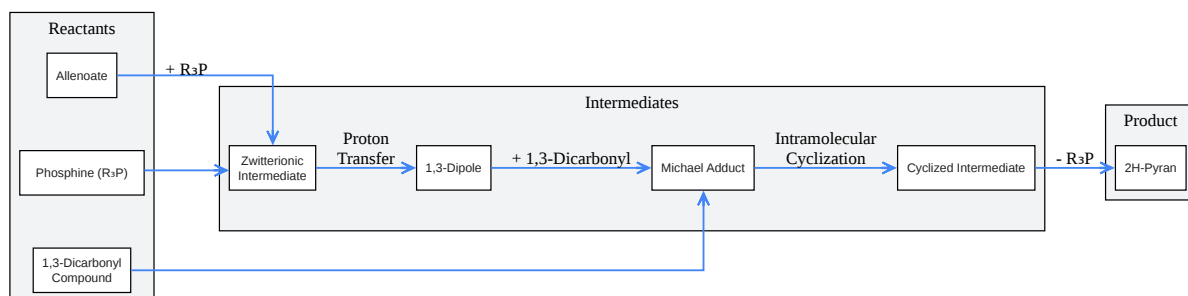 Reactants
Allenoate
+ R₃P
Phosphine (R₃P)
1,3-Dicarbonyl
Compound
Intermediates
Zwitterionic
Intermediate
Proton
Transfer
1,3-Dipole
+ 1,3-Dicarbonyl
Michael Adduct
Intramolecular
Cyclization
Cyclized Intermediate
- R₃P
Product
2H-Pyran